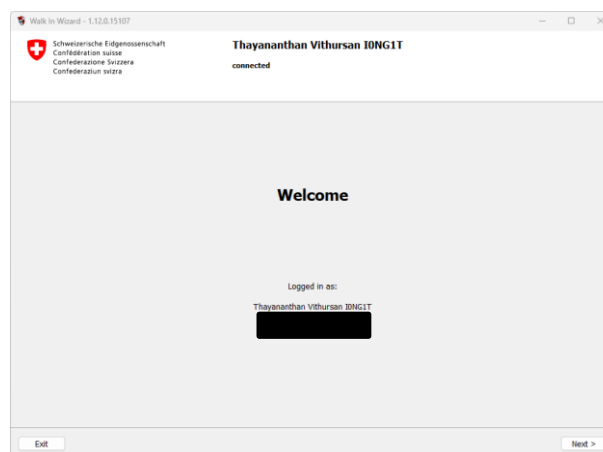 Walk In Wizard - 1.12.0.15107
Schweizerische Eidgenossenschaft
Confédération suisse
Confederazione Svizzera
Confederaziun svizra
Thayananthan Vithursan I0NG1T
connected
Welcome
Logged in as:
Thayananthan Vithursan I0NG1T
Exit
Next >